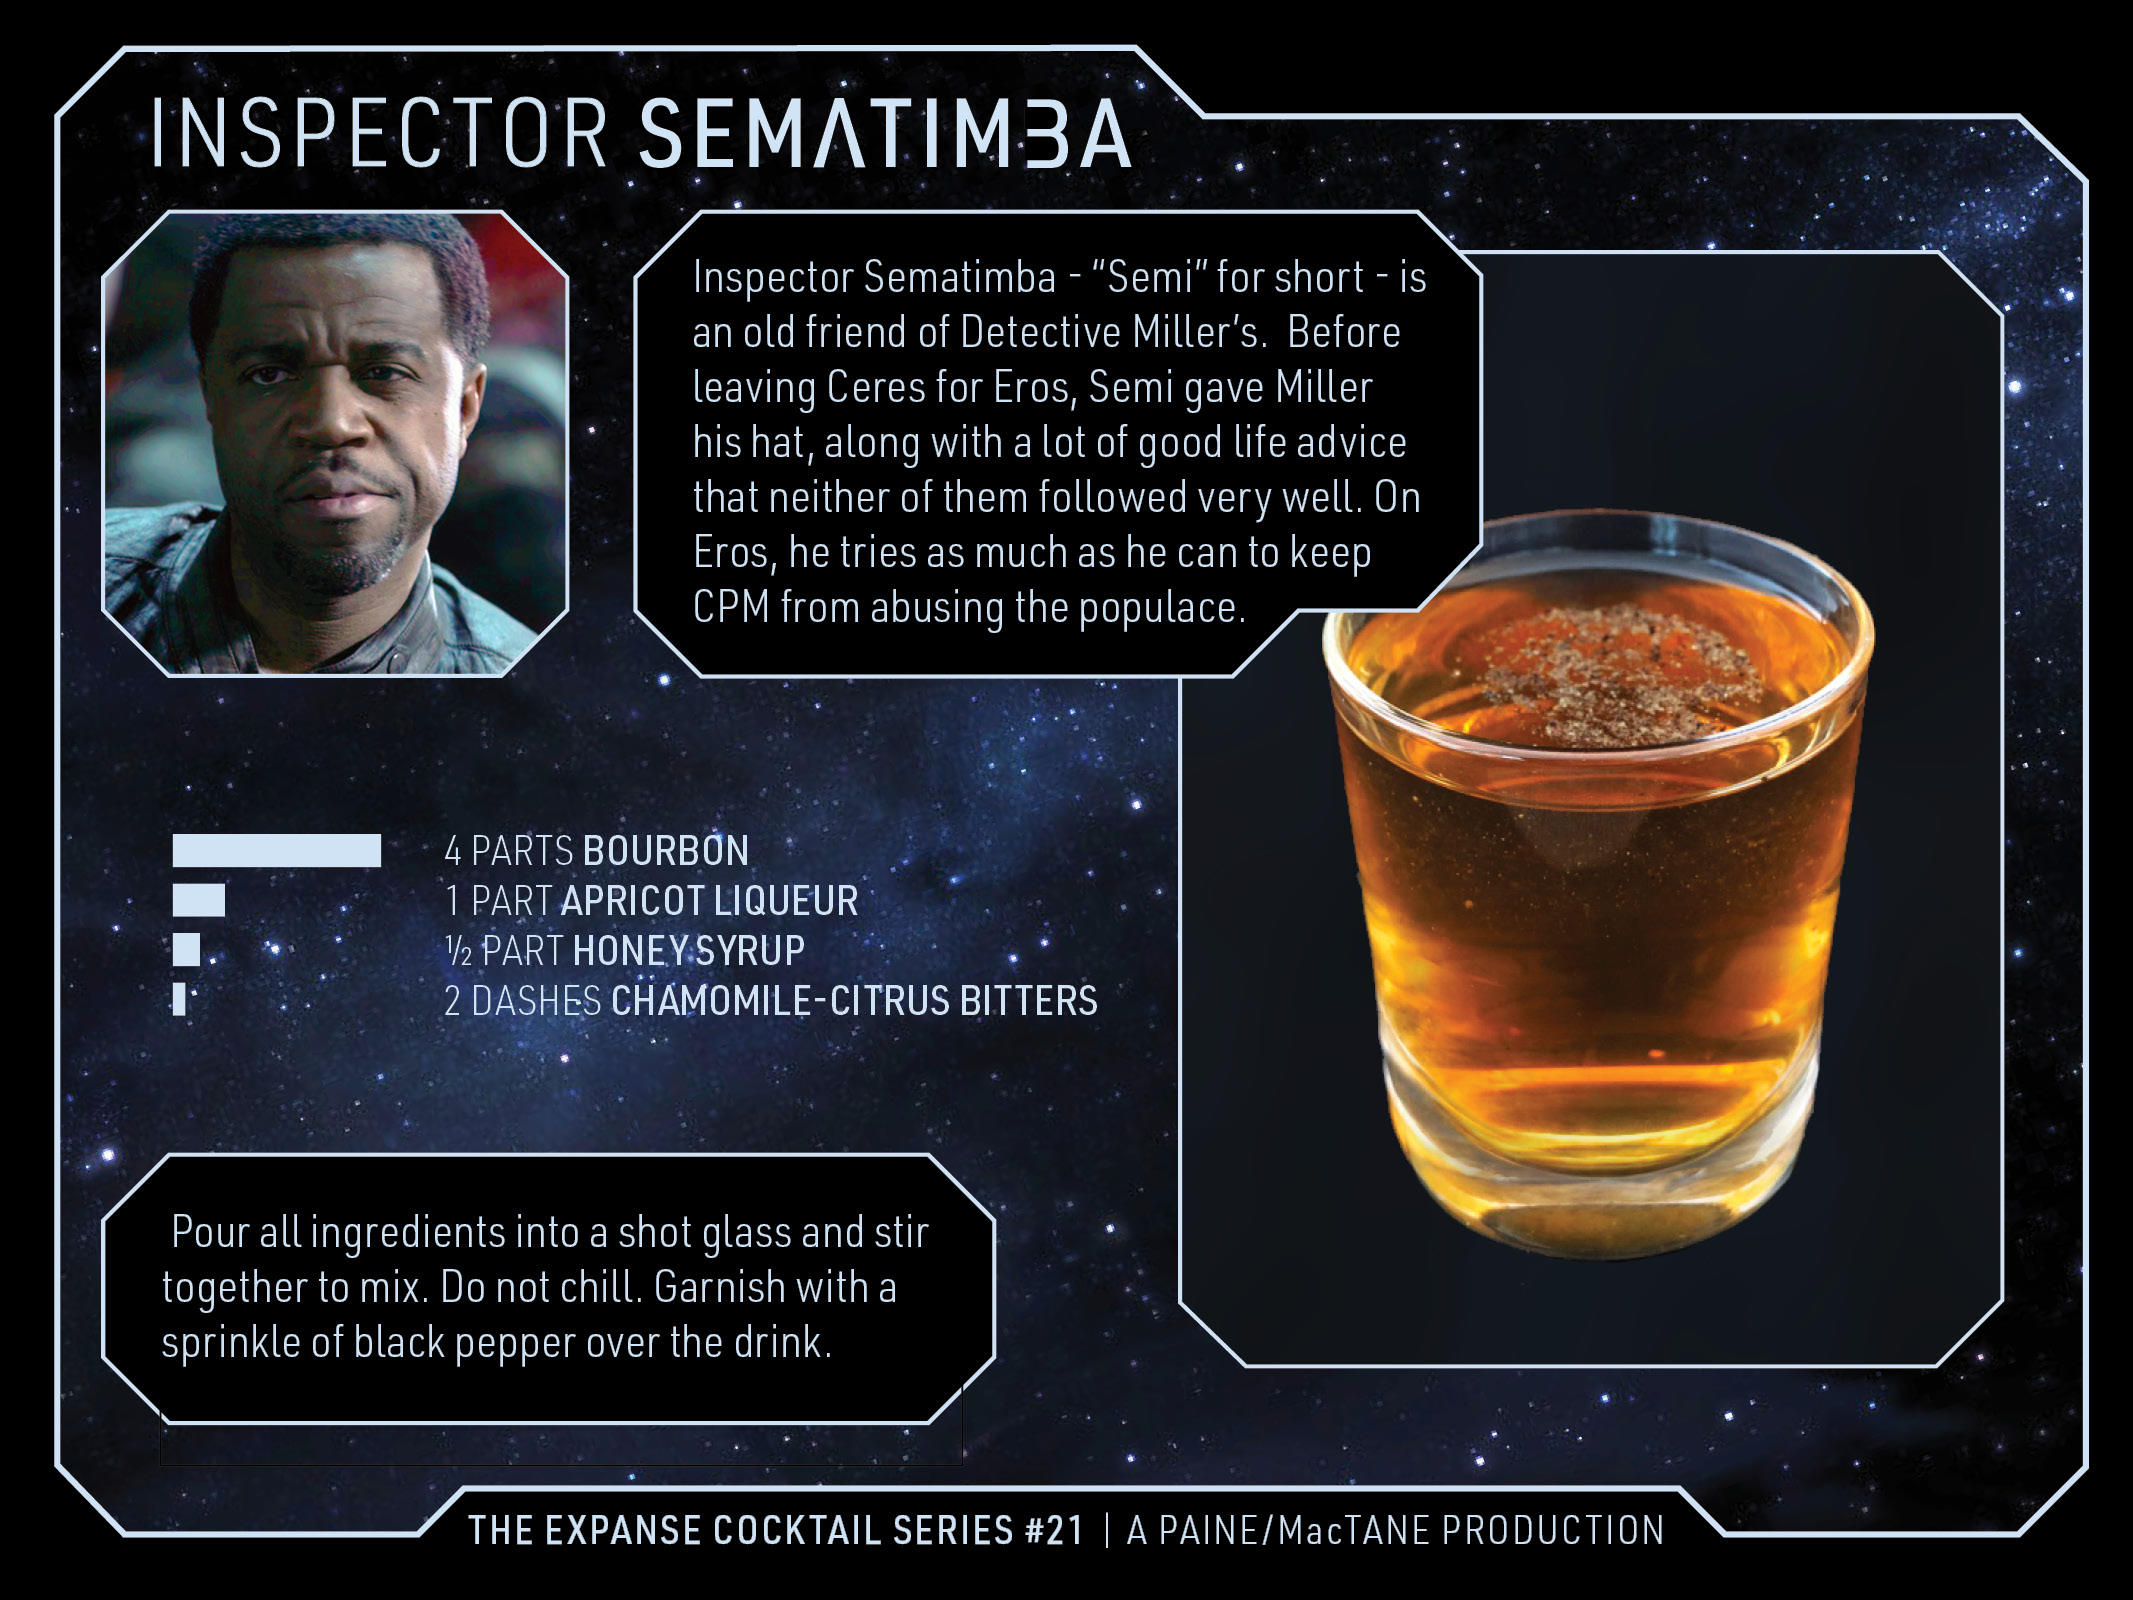 INSPECTOR SEMATIMBA
Inspector Sematimba - "Semi" for short - is
an old friend of Detective Miller's.  Before
leaving Ceres for Eros, Semi gave Miller
his hat, along with a lot of good life advice
that neither of them followed very well. On
Eros, he tries as much as he can to keep
CPM from abusing the populace.
4 PARTS BOURBON
1 PART APRICOT LIQUEUR
½ PART HONEY SYRUP
2 DASHES CHAMOMILE-CITRUS BITTERS
Pour all ingredients into a shot glass and stir
together to mix. Do not chill. Garnish with a
sprinkle of black pepper over the drink.
THE EXPANSE COCKTAIL SERIES #21 | A PAINE/MacTANE PRODUCTION